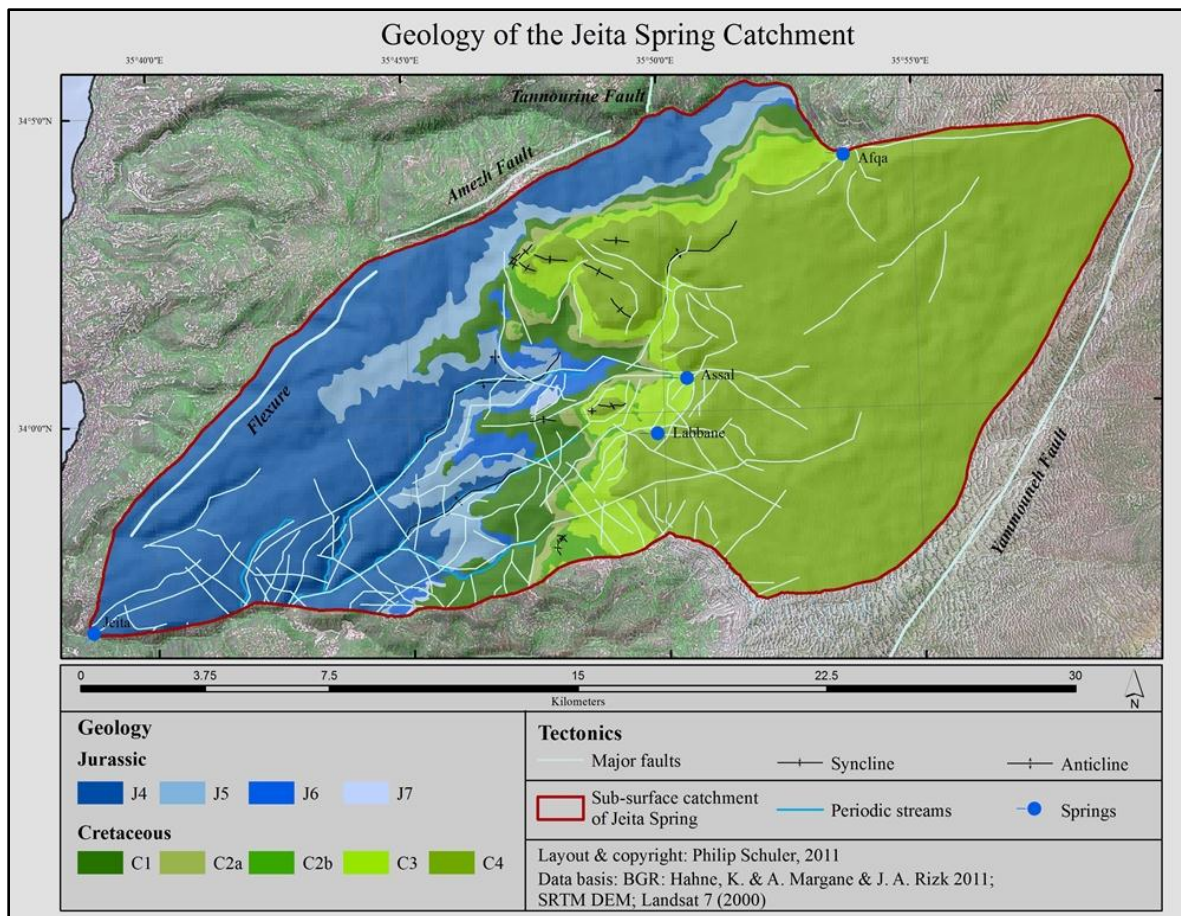 Geology of the Jeita Spring Catchment
35°40'0"E 35°45'0"E 35°50'0"E 35°55'0"E
34°5'0"N
34°0'0"N
Tannourine Fault
Amezh Fault
Afqa
Flexure
Assal
Labbane
Yammouneh Fault
Jeita
0 3.75 7.5 15 22.5 30
Kilometers
N
Geology
Jurassic
J4 J5 J6 J7
Cretaceous
C1 C2a C2b C3 C4
Tectonics
Major faults Syncline Anticline
Sub-surface catchment
of Jeita Spring
Periodic streams Springs
Layout & copyright: Philip Schuler, 2011
Data basis: BGR: Hahne, K. & A. Margane & J. A. Rizk 2011;
SRTM DEM; Landsat 7 (2000)